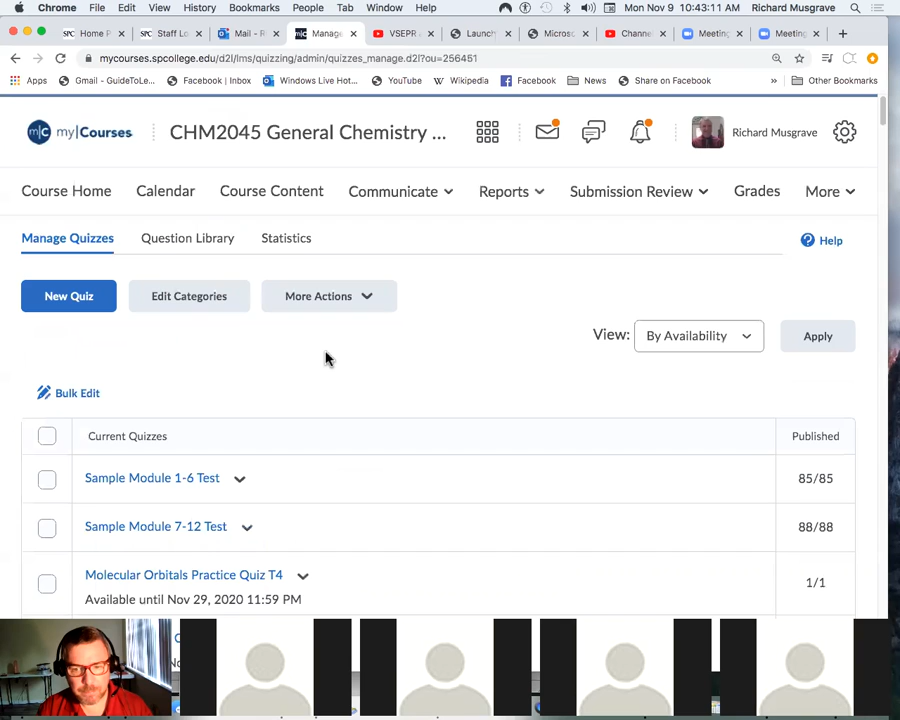 Chrome File Edit View History Bookmarks People Tab Window Help Mon Nov 9 10:43:11 AM Richard Musgrave
SPC Home P SPC Staff Lo Mail - R mc Manage VSEPR Launch Micros Channe Meeting Meeting
mycourses.spcollege.edu/d2l/lms/quizzing/admin/quizzes_manage.d2l?ou=256451
Apps Gmail - GuideToLe... Facebook | Inbox Windows Live Hot... YouTube Wikipedia Facebook News Share on Facebook » Other Bookmarks
m|c my|Courses CHM2045 General Chemistry ... Richard Musgrave
Course Home Calendar Course Content Communicate Reports Submission Review Grades More
Manage Quizzes Question Library Statistics Help
New Quiz Edit Categories More Actions
View: By Availability Apply
Bulk Edit
Current Quizzes Published
Sample Module 1-6 Test 85/85
Sample Module 7-12 Test 88/88
Molecular Orbitals Practice Quiz T4 1/1
Available until Nov 29, 2020 11:59 PM